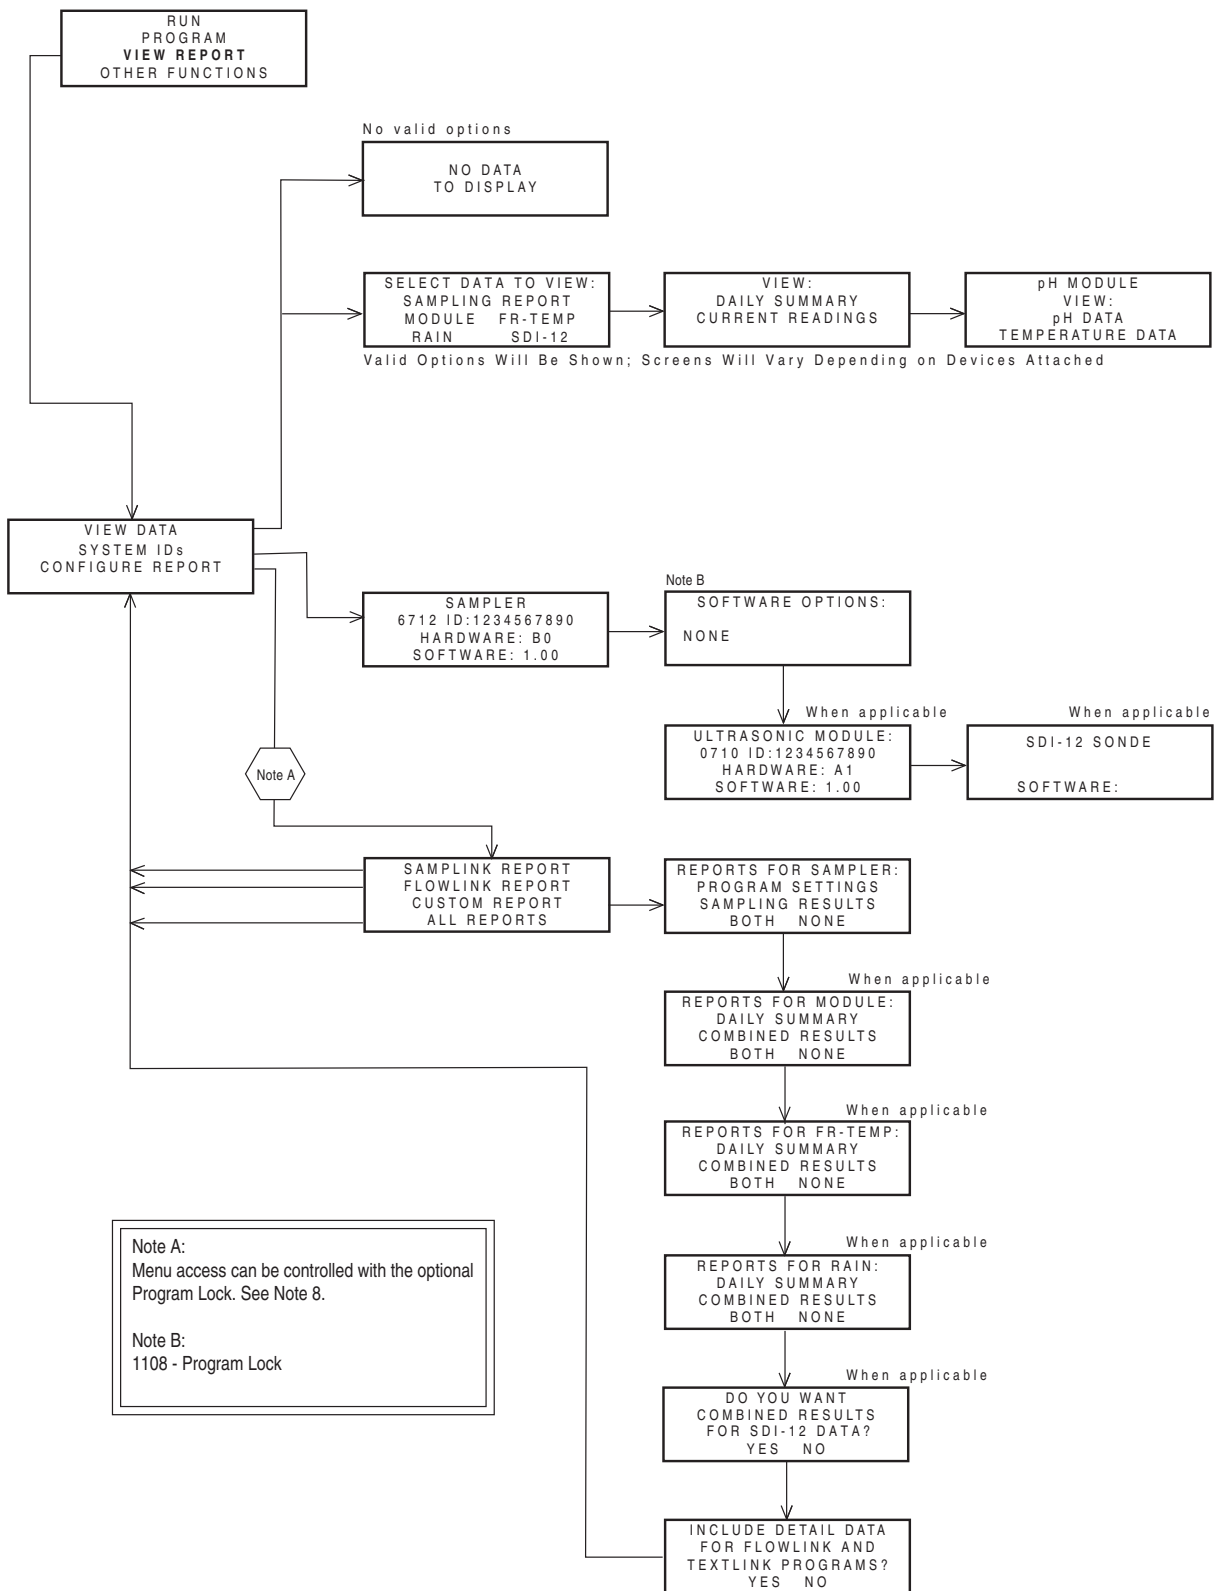 RUN
PROGRAM
VIEW REPORT
OTHER FUNCTIONS
No valid options
NO DATA
TO DISPLAY
SELECT DATA TO VIEW:
SAMPLING REPORT
MODULE FR-TEMP
RAIN SDI-12
VIEW:
DAILY SUMMARY
CURRENT READINGS
pH MODULE
VIEW:
pH DATA
TEMPERATURE DATA
Valid Options Will Be Shown; Screens Will Vary Depending on Devices Attached
VIEW DATA
SYSTEM IDs
CONFIGURE REPORT
SAMPLER
6712 ID:1234567890
HARDWARE: B0
SOFTWARE: 1.00
Note B
SOFTWARE OPTIONS:
NONE
When applicable
ULTRASONIC MODULE:
0710 ID:1234567890
HARDWARE: A1
SOFTWARE: 1.00
When applicable
SDI-12 SONDE
SOFTWARE:
Note A
SAMPLINK REPORT
FLOWLINK REPORT
CUSTOM REPORT
ALL REPORTS
REPORTS FOR SAMPLER:
PROGRAM SETTINGS
SAMPLING RESULTS
BOTH NONE
When applicable
REPORTS FOR MODULE:
DAILY SUMMARY
COMBINED RESULTS
BOTH NONE
When applicable
REPORTS FOR FR-TEMP:
DAILY SUMMARY
COMBINED RESULTS
BOTH NONE
When applicable
REPORTS FOR RAIN:
DAILY SUMMARY
COMBINED RESULTS
BOTH NONE
When applicable
DO YOU WANT
COMBINED RESULTS
FOR SDI-12 DATA?
YES NO
INCLUDE DETAIL DATA
FOR FLOWLINK AND
TEXTLINK PROGRAMS?
YES NO
Note A:
Menu access can be controlled with the optional
Program Lock. See Note 8.
Note B:
1108 - Program Lock